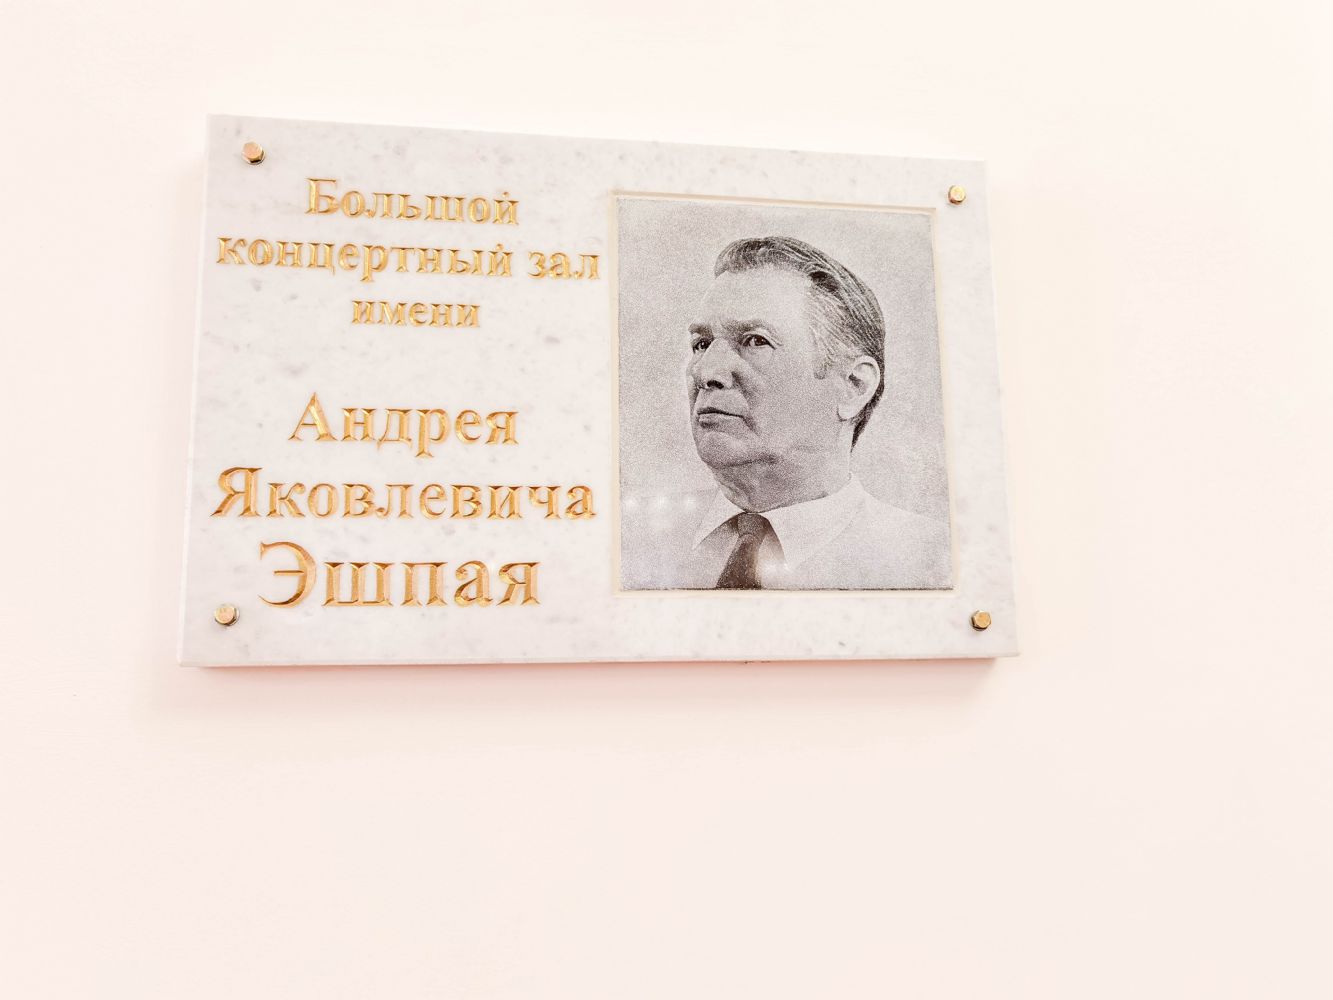 Большой
концертный зал
имени
Андрея
Яковлевича
Эшпая